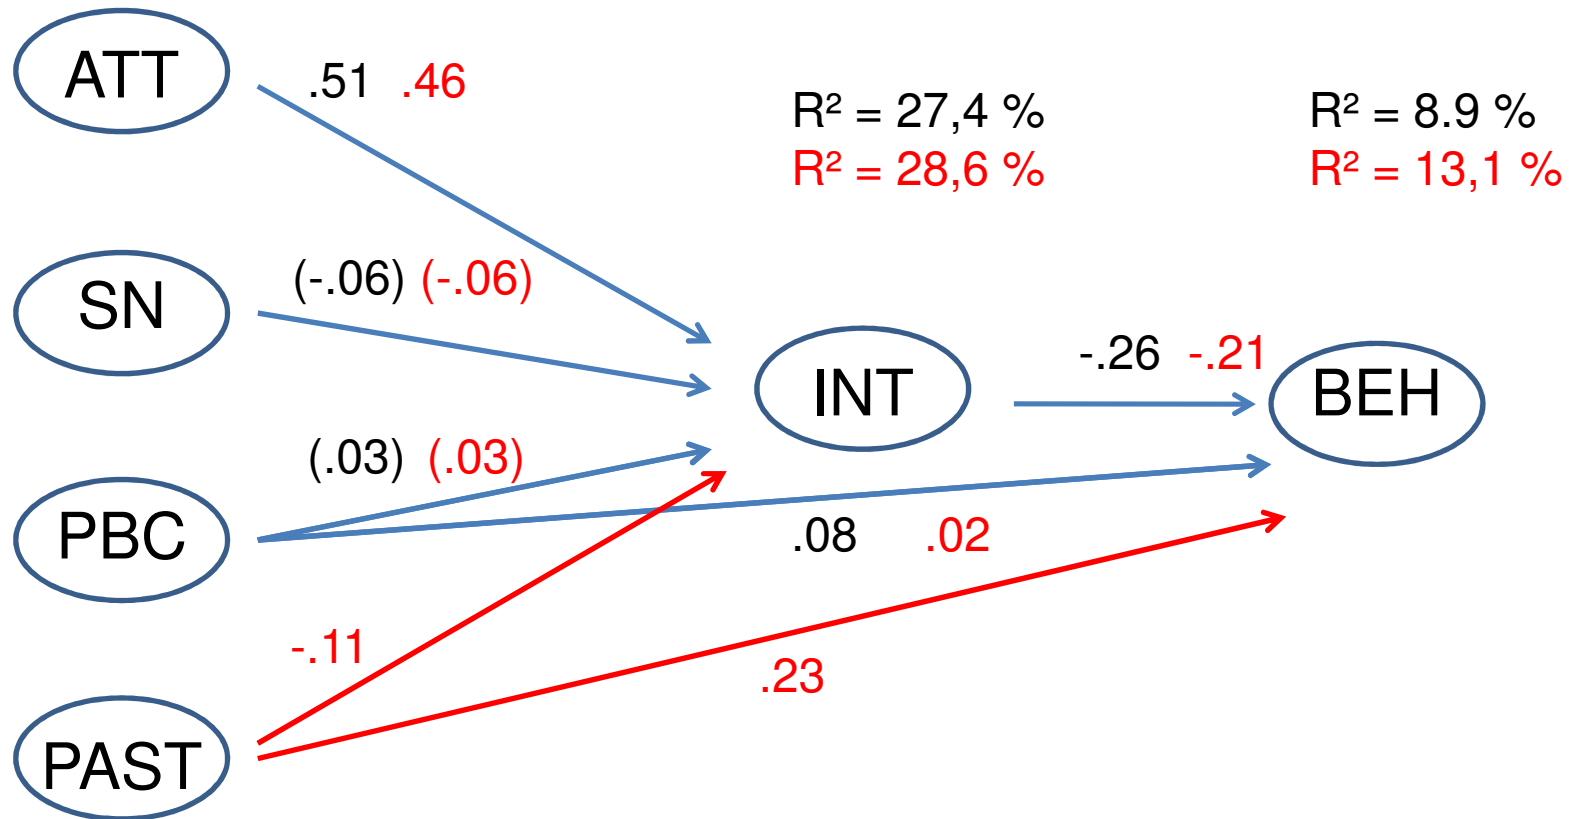 ATT
.51 .46
R² = 27,4 %
R² = 28,6 %
R² = 8.9 %
R² = 13,1 %
SN
(-.06) (-.06)
INT
-.26 -.21
BEH
PBC
(.03) (.03)
.08 .02
PAST
-.11
.23